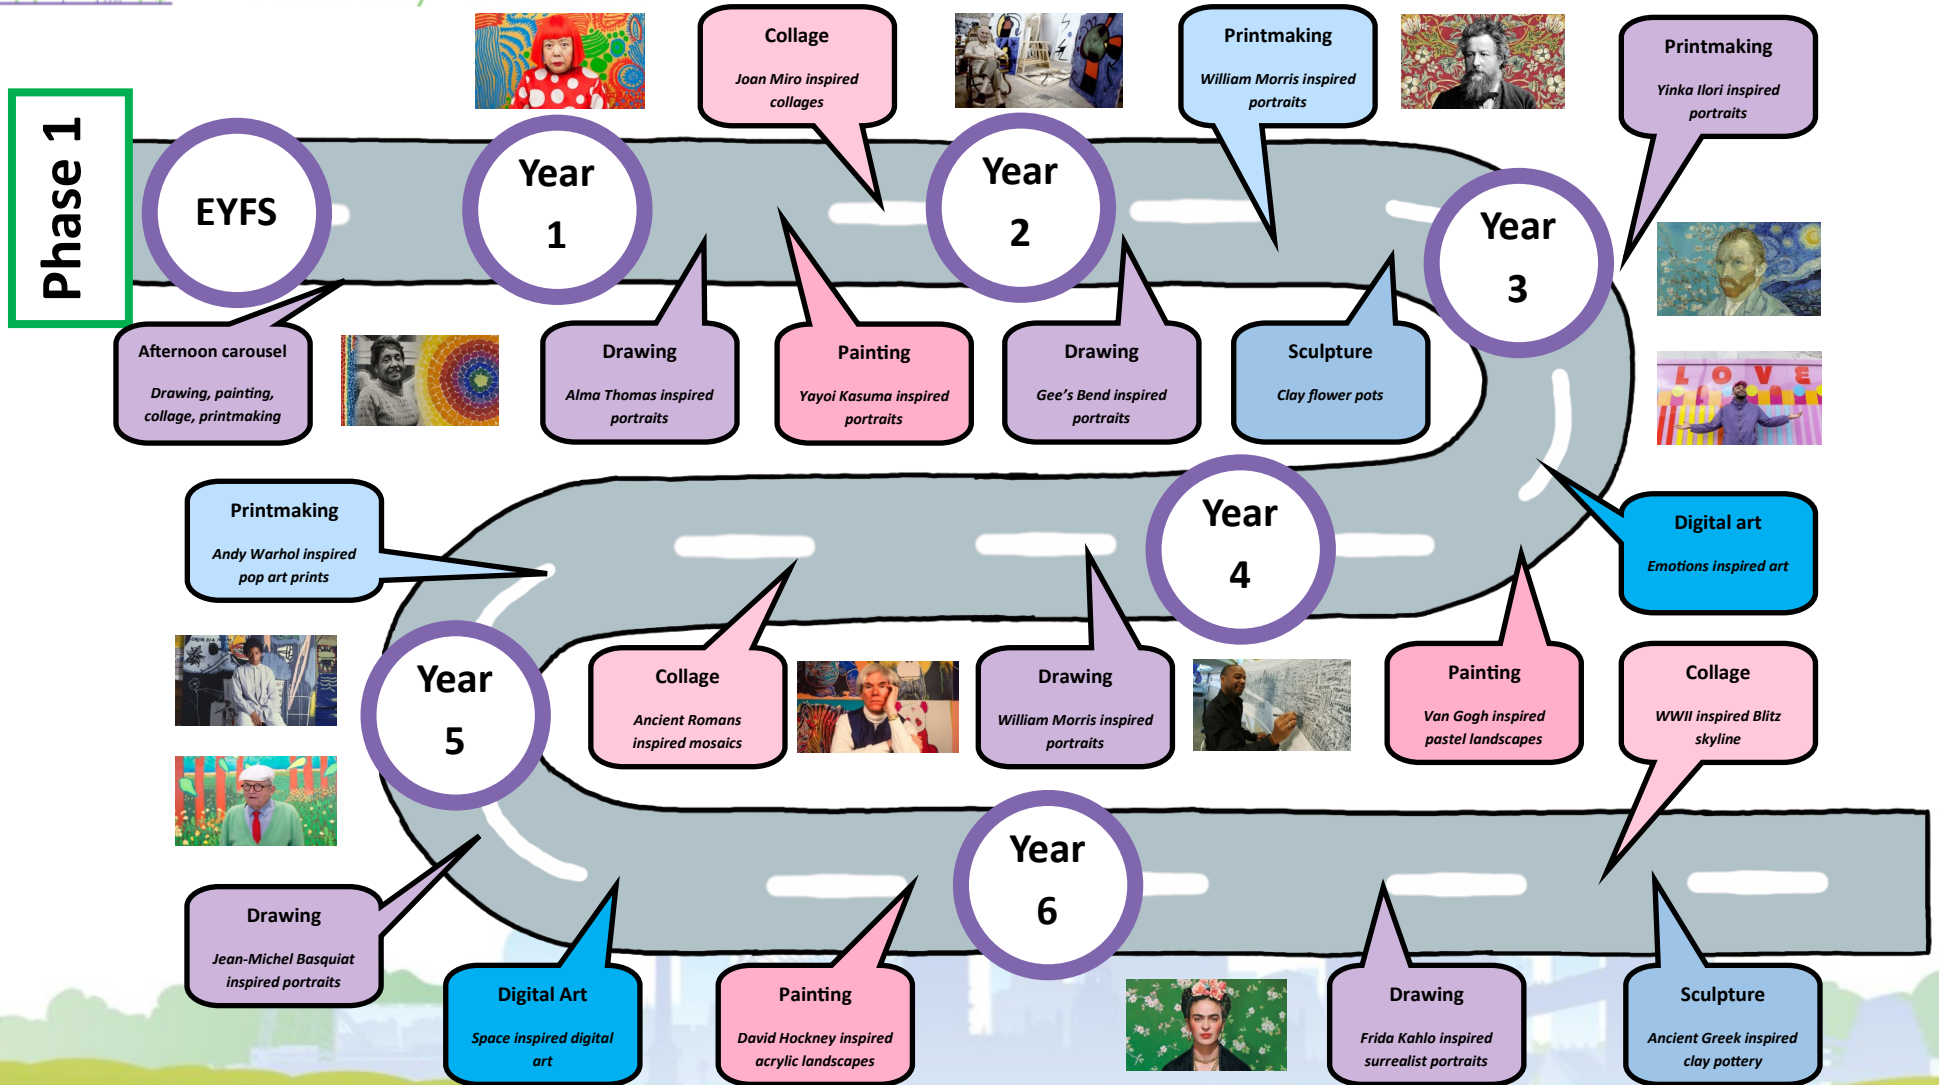 Phase 1
EYFS
Afternoon carousel
Drawing, painting,
collage, printmaking
Year
1
Drawing
Alma Thomas inspired
portraits
Painting
Yayoi Kasuma inspired
portraits
Collage
Joan Miro inspired
collages
Year
2
Drawing
Gee's Bend inspired
portraits
Printmaking
William Morris inspired
portraits
Sculpture
Clay flower pots
Year
3
Printmaking
Yinka Ilori inspired
portraits
LOVE
Digital art
Emotions inspired art
Painting
Van Gogh inspired
pastel landscapes
Year
4
Drawing
William Morris inspired
portraits
Collage
Ancient Romans
inspired mosaics
Printmaking
Andy Warhol inspired
pop art prints
Year
5
Drawing
Jean-Michel Basquiat
inspired portraits
Digital Art
Space inspired digital
art
Painting
David Hockney inspired
acrylic landscapes
Year
6
Drawing
Frida Kahlo inspired
surrealist portraits
Collage
WWII inspired Blitz
skyline
Sculpture
Ancient Greek inspired
clay pottery